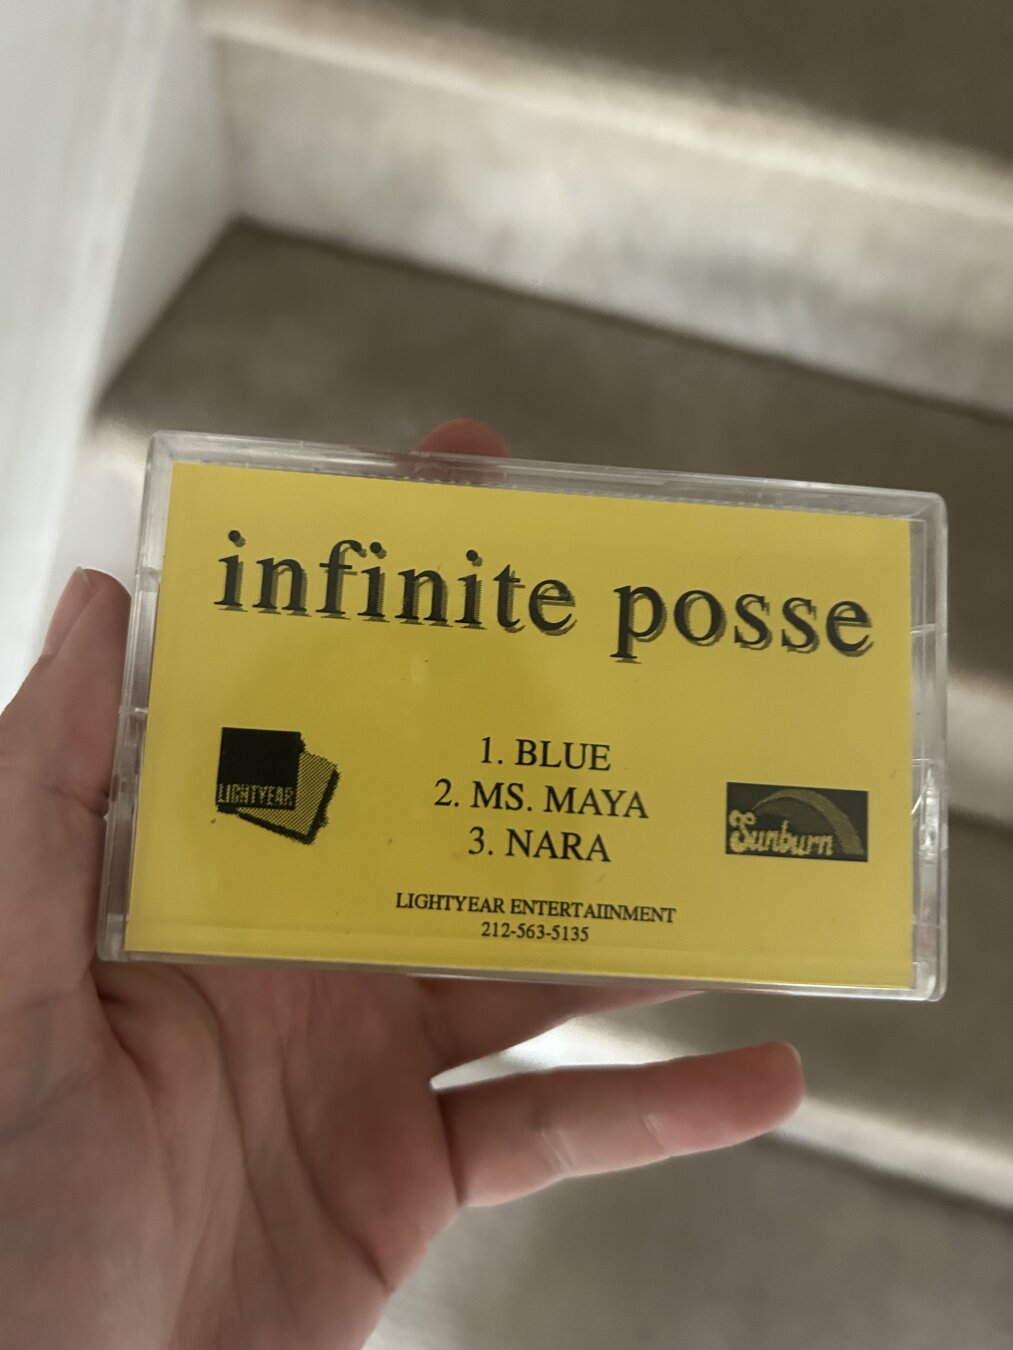 infinite posse
1. BLUE
2. MS. MAYA
3. NARA
LIGHTYEAR
Sunburn
LIGHTYEAR ENTERTAIINMENT
212-563-5135